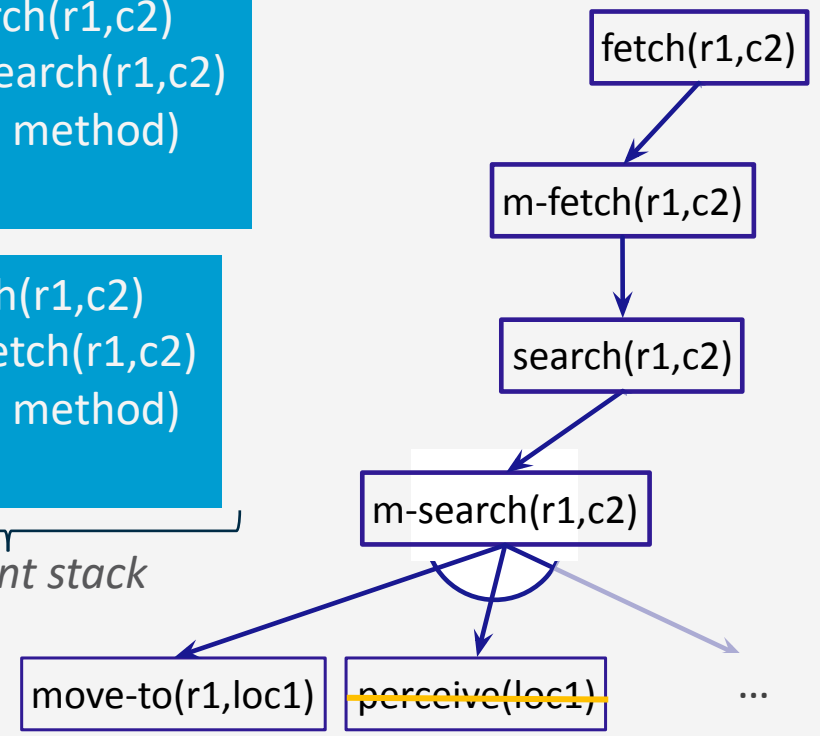 rch(r1,c2)
earch(r1,c2)
method)
h(r1,c2)
etch(r1,c2)
method)
nt stack
fetch(r1,c2)
m-fetch(r1,c2)
search(r1,c2)
m-search(r1,c2)
move-to(r1,loc1)
perceive(loc1)
...